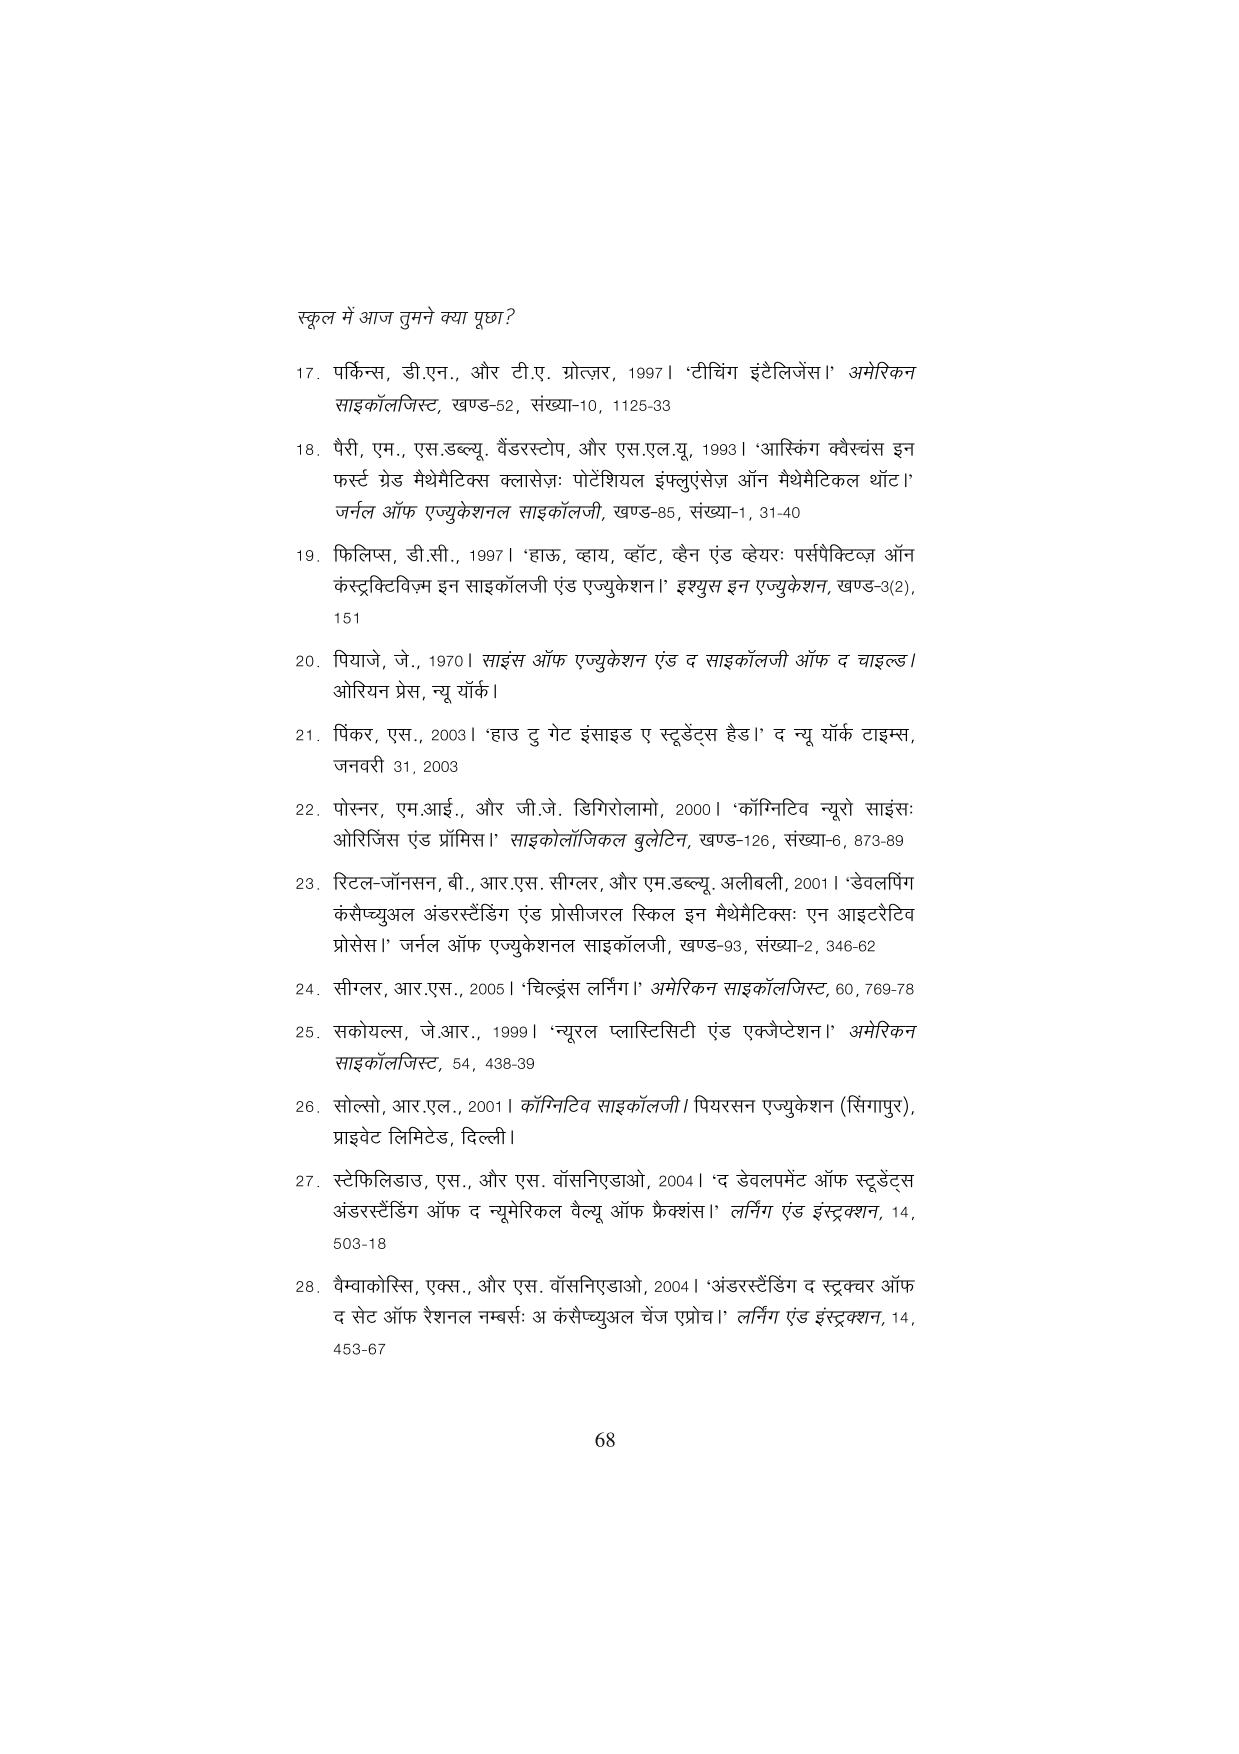 स्कूल में आज तुमने क्या पूछा?
17. पर्किन्स, डी.एन., और टी.ए. ग्रोत्ज़र, 1997। ‘टीचिंग इंटैलिजेंस।’ अमेरिकन
साइकॉलजिस्ट, खण्ड-52, संख्या-10, 1125-33
18. पैरी, एम., एस.डब्ल्यू. वैंडरस्टोप, और एस.एल.यू, 1993। ‘आस्किंग क्वैस्चंस इन
फर्स्ट ग्रेड मैथेमैटिक्स क्लासेज़ः पोटेंशियल इंफ्लुएंसेज़ ऑन मैथेमैटिकल थॉट।’
जर्नल ऑफ एज्युकेशनल साइकॉलजी, खण्ड-85, संख्या-1, 31-40
19. फिलिप्स, डी.सी., 1997। ‘हाऊ, व्हाय, व्हॉट, व्हैन एंड व्हेयरः पर्सपैक्टिव्ज़ ऑन
कंस्ट्रक्टिविज़्म इन साइकॉलजी एंड एज्युकेशन।’ इश्युस इन एज्युकेशन, खण्ड-3(2),
151
20. पियाजे, जे., 1970। साइंस ऑफ एज्युकेशन एंड द साइकॉलजी ऑफ द चाइल्ड।
ओरियन प्रेस, न्यू यॉर्क।
21. पिंकर, एस., 2003। ‘हाउ टु गेट इंसाइड ए स्टूडेंट्स हैड।’ द न्यू यॉर्क टाइम्स,
जनवरी 31, 2003
22. पोस्नर, एम.आई., और जी.जे. डिगिरोलामो, 2000। ‘कॉग्निटिव न्यूरो साइंसः
ओरिजिंस एंड प्रॉमिस।’ साइकोलॉजिकल बुलेटिन, खण्ड-126, संख्या-6, 873-89
23. रिटल-जॉनसन, बी., आर.एस. सीग्लर, और एम.डब्ल्यू. अलीबली, 2001। ‘डेवलपिंग
कंसैप्च्युअल अंडरस्टैंडिंग एंड प्रोसीजरल स्किल इन मैथेमैटिक्सः एन आइटरैटिव
प्रोसेस।’ जर्नल ऑफ एज्युकेशनल साइकॉलजी, खण्ड-93, संख्या-2, 346-62
24. सीग्लर, आर.एस., 2005। ‘चिल्ड्रंस लर्निंग।’ अमेरिकन साइकॉलजिस्ट, 60, 769-78
25. सकोयल्स, जे.आर., 1999। ‘न्यूरल प्लास्टिसिटी एंड एक्जैप्टेशन।’ अमेरिकन
साइकॉलजिस्ट, 54, 438-39
26. सोल्सो, आर.एल., 2001। कॉग्निटिव साइकॉलजी। पियरसन एज्युकेशन (सिंगापुर),
प्राइवेट लिमिटेड, दिल्ली।
27. स्टेफिलिडाउ, एस., और एस. वॉसनिएडाओ, 2004। ‘द डेवलपमेंट ऑफ स्टूडेंट्स
अंडरस्टैंडिंग ऑफ द न्यूमेरिकल वैल्यू ऑफ फ्रैक्शंस।’ लर्निंग एंड इंस्ट्रक्शन, 14,
503-18
28. वैम्वाकोस्सि, एक्स., और एस. वॉसनिएडाओ, 2004। ‘अंडरस्टैंडिंग द स्ट्रक्चर ऑफ
द सेट ऑफ रैशनल नम्बर्सः अ कंसैप्च्युअल चेंज एप्रोच।’ लर्निंग एंड इंस्ट्रक्शन, 14,
453-67
68